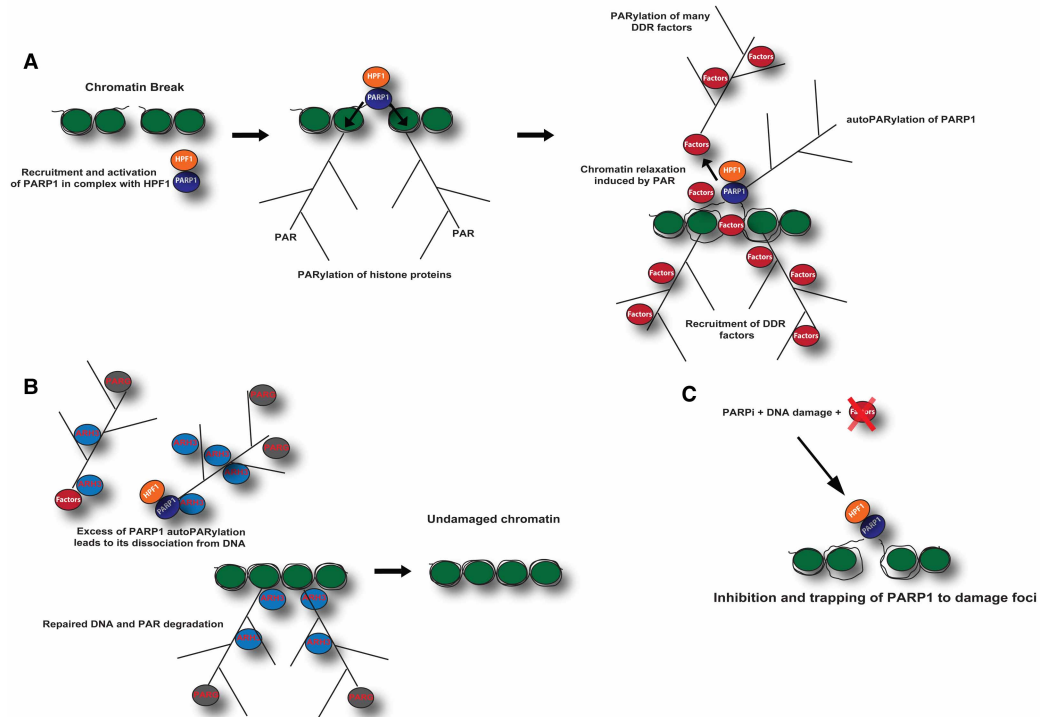 A
Chromatin Break
HPF1
PARP1
Recruitment and activation
of PARP1 in complex with HPF1
HPF1
PARP1
PAR
PAR
PARylation of histone proteins
PARylation of many
DDR factors
Factors
Factors
autoPARylation of PARP1
Factors
Chromatin relaxation
induced by PAR
HPF1
PARP1
Factors
Factors
Factors
Factors
Factors
Factors
Recruitment of DDR
factors
Factors
B
Factors
HPF1
PARP1
Excess of PARP1 autoPARylation
leads to its dissociation from DNA
Undamaged chromatin
Repaired DNA and PAR degradation
C
PARPi + DNA damage +
Factors
HPF1
PARP1
Inhibition and trapping of PARP1 to damage foci